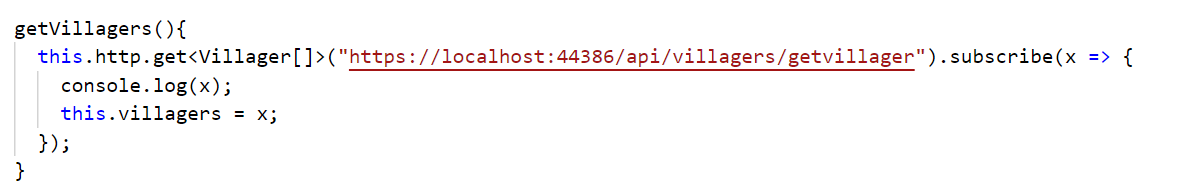 getVillagers(){
  this.http.get<Villager[]>("https://localhost:44386/api/villagers/getvillager").subscribe(x => {
    console.log(x);
    this.villagers = x;
  });
}